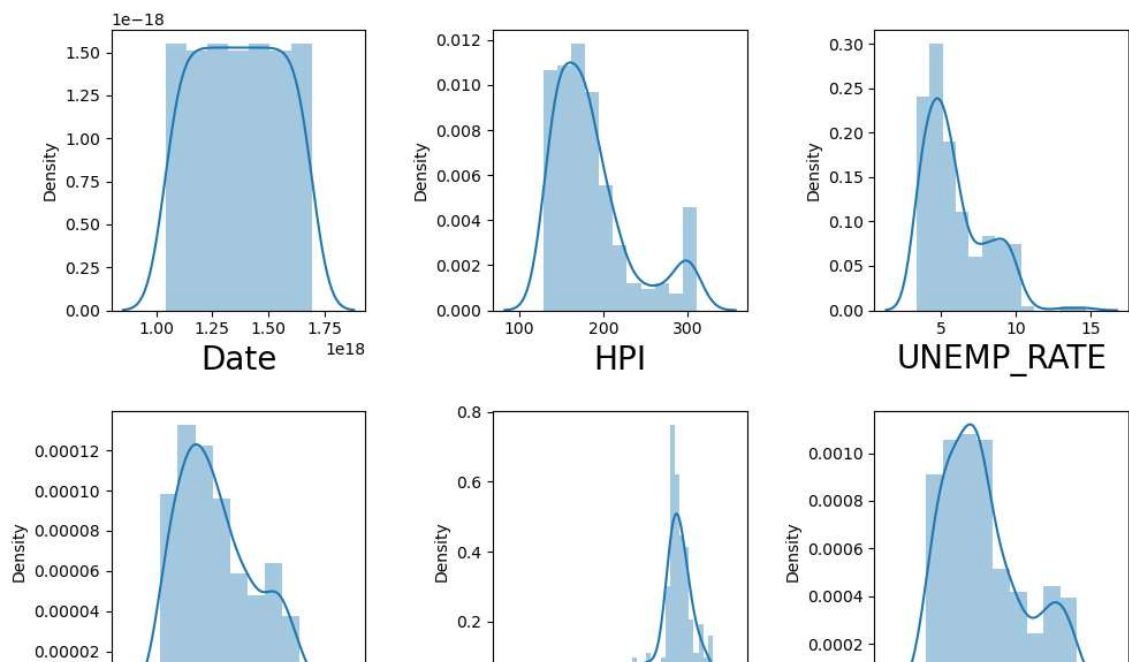 1e−18
1.50
1.25
1.00
0.75
0.50
0.25
0.00
Density
1.00 1.25 1.50 1.75
1e18
Date
0.012
0.010
0.008
0.006
0.004
0.002
0.000
Density
100 200 300
HPI
0.30
0.25
0.20
0.15
0.10
0.05
0.00
Density
5 10 15
UNEMP_RATE
0.00012
0.00010
0.00008
0.00006
0.00004
0.00002
Density
0.8
0.6
0.4
0.2
Density
0.0010
0.0008
0.0006
0.0004
0.0002
Density